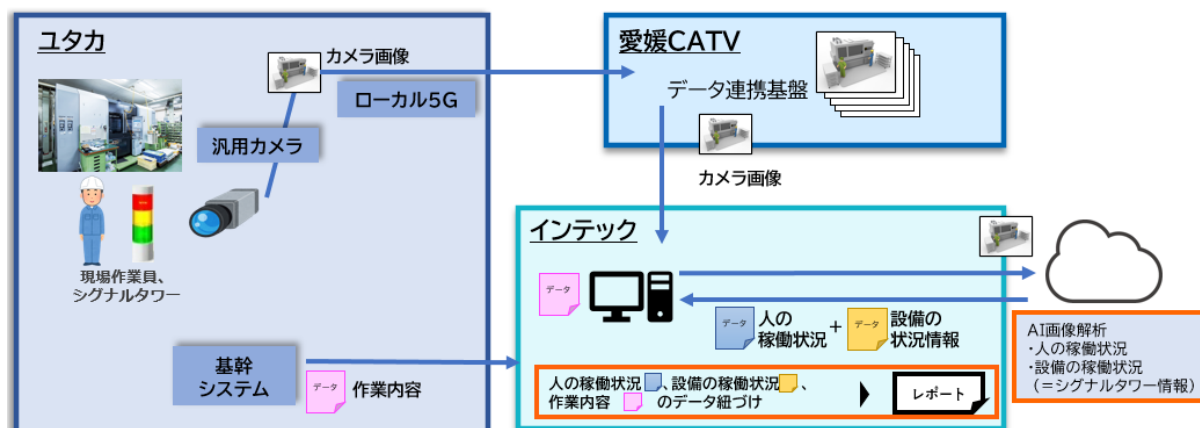 ユタカ
カメラ画像
ローカル5G
汎用カメラ
現場作業員、
シグナルタワー
基幹
システム
データ
作業内容
愛媛CATV
データ連携基盤
カメラ画像
インテック
データ
データ
人の
稼働状況
+
データ
設備の
状況情報
人の稼働状況 、設備の稼働状況 、
作業内容 のデータ紐づけ
レポート
AI画像解析
・人の稼働状況
・設備の稼働状況
(=シグナルタワー情報)